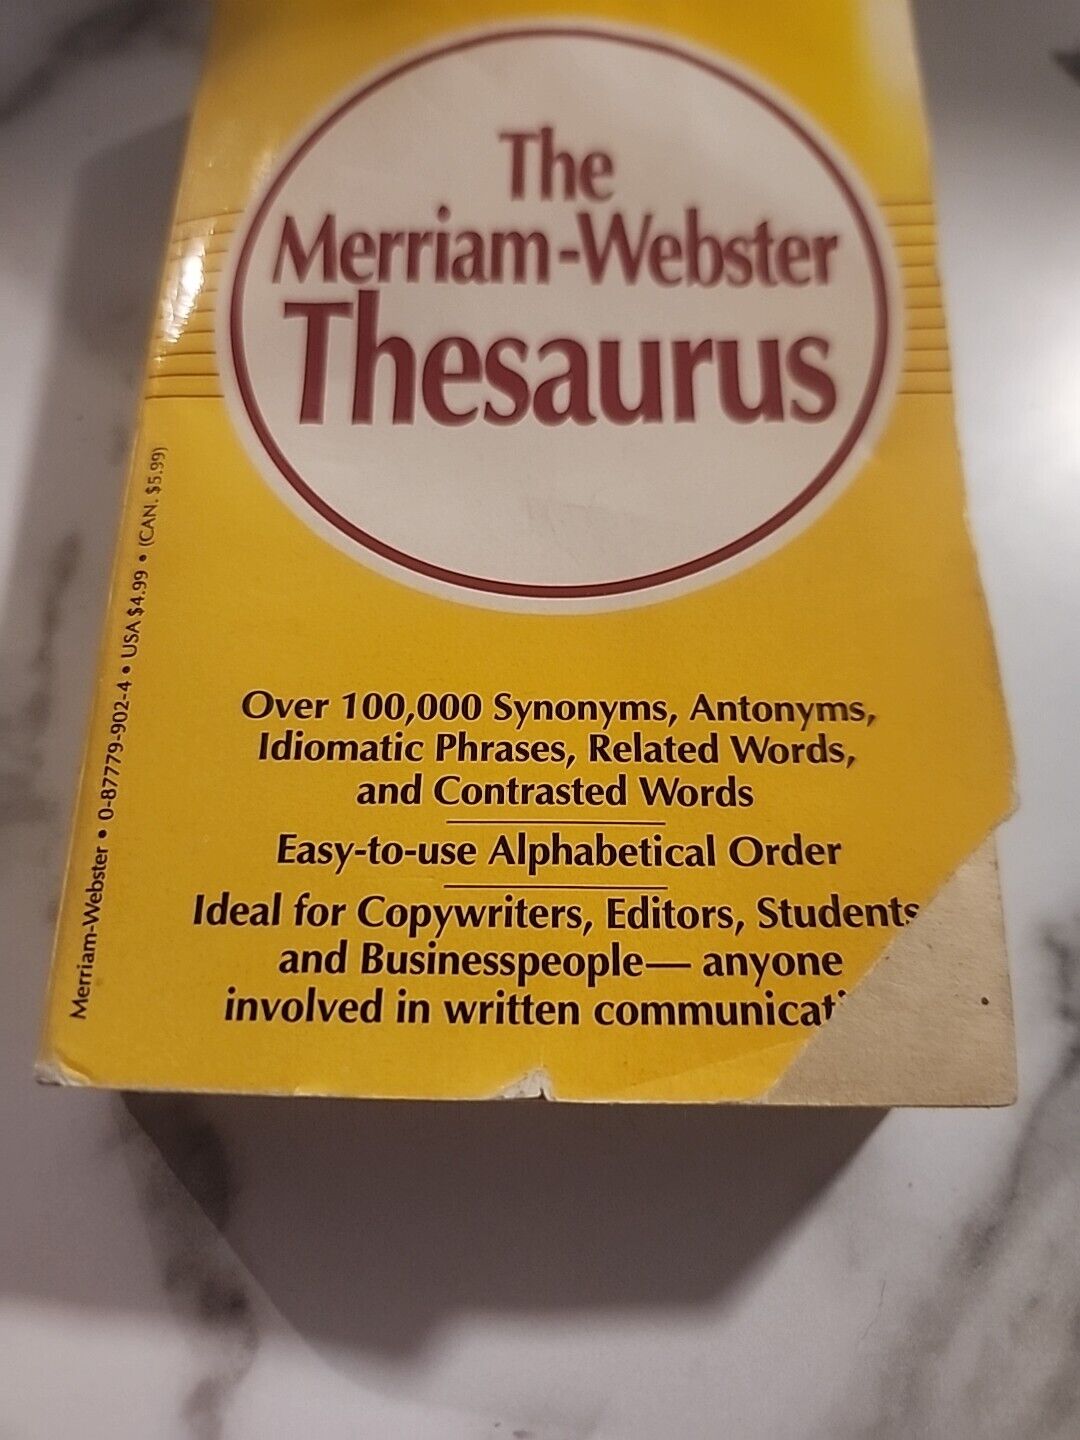 The
Merriam-Webster
Thesaurus
Over 100,000 Synonyms, Antonyms,
Idiomatic Phrases, Related Words,
and Contrasted Words
Easy-to-use Alphabetical Order
Ideal for Copywriters, Editors, Students
and Businesspeople— anyone
involved in written communicati
Merriam-Webster • 0-87779-902-4 • USA $4.99 • (CAN. $5.99)